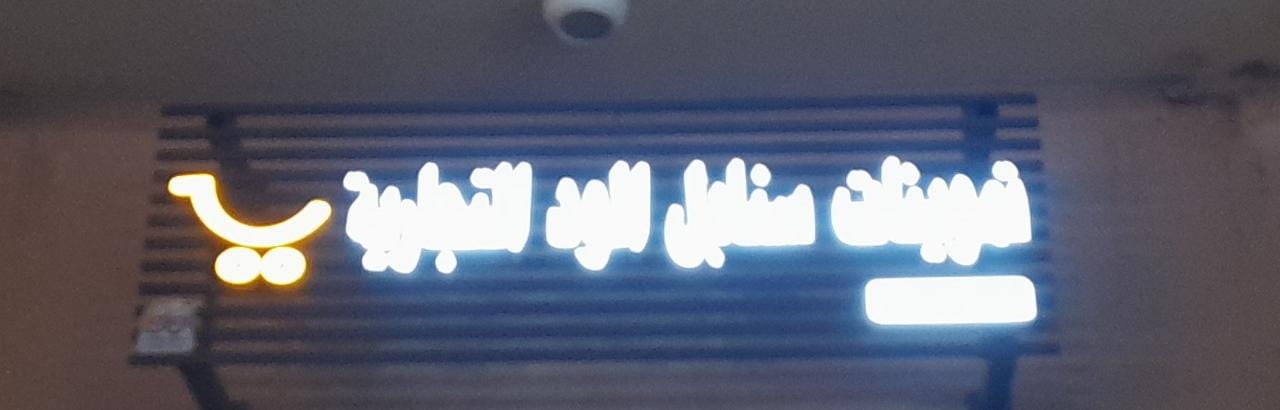 تموينات سنابل الود التجارية